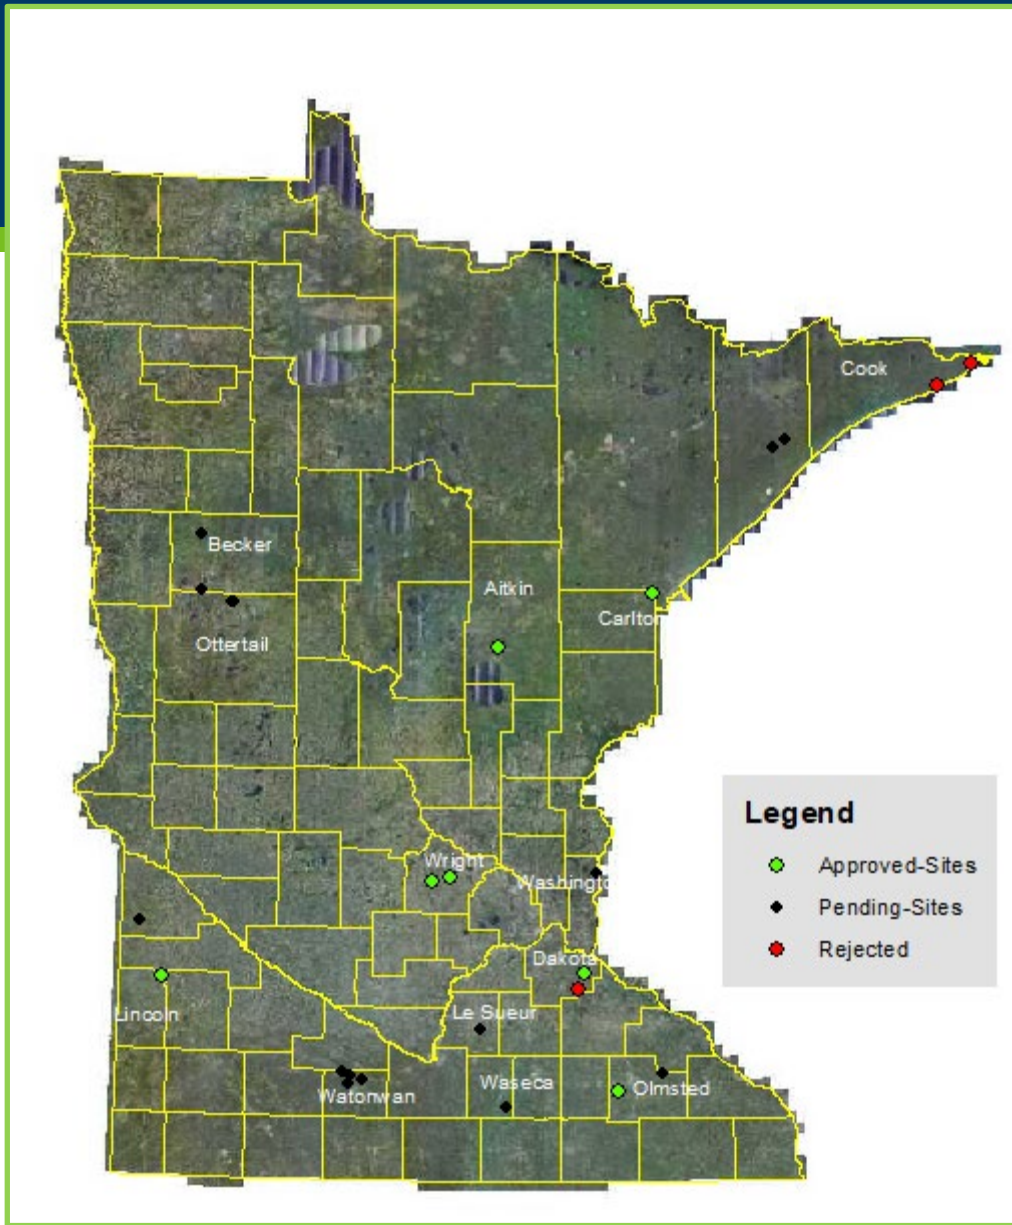 Cook
Becker
Aitkin
Carlton
Ottertail
Legend
Approved-Sites
Pending-Sites
Rejected
Wright
Washington
Dakota
Lincoln
Le Sueur
Waseca
Olmsted
Watonwan